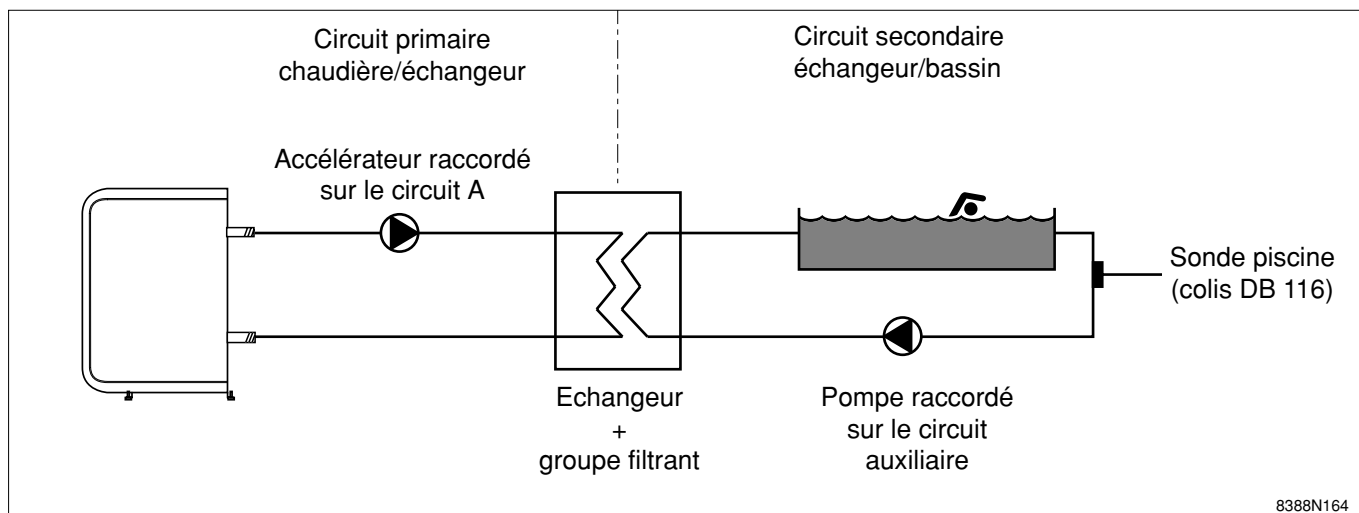 Circuit primaire
chaudière/échangeur
Circuit secondaire
échangeur/bassin
Accélérateur raccordé
sur le circuit A
Sonde piscine
(colis DB 116)
Echangeur
+
groupe filtrant
Pompe raccordé
sur le circuit
auxiliaire
8388N164